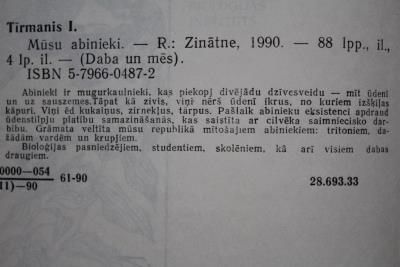 Tīrmanis I.
Mūsu abinieki. — R.: Zinātne, 1990. — 88 lpp., il.,
4 lp. il. — (Daba un mēs).
ISBN 5-7966-0487-2
Abinieki ir mugurkaulnieki, kas piekopj divējādu dzīvesveidu — mīt ūdenī
un uz sauszemes. Tāpat kā zivis, viņi nērš ūdenī ikrus, no kuriem izšķiļas
kāpuri. Viņi ēd kukaiņus, zirnekļus, tārpus. Pašlaik abinieku eksistenci apdraud
ūdenstilpju platību samazināšanās, kas saistīta ar cilvēka saimniecisko dar-
bību. Grāmata veltīta mūsu republikā mītošajiem abiniekiem: tritoniem, da-
žādām vardēm un krupjiem.
Bioloģijas pasniedzējiem, studentiem, skolēniem, kā arī visiem dabas
draugiem.
0000—054
11)—90 61-90 28.693.33